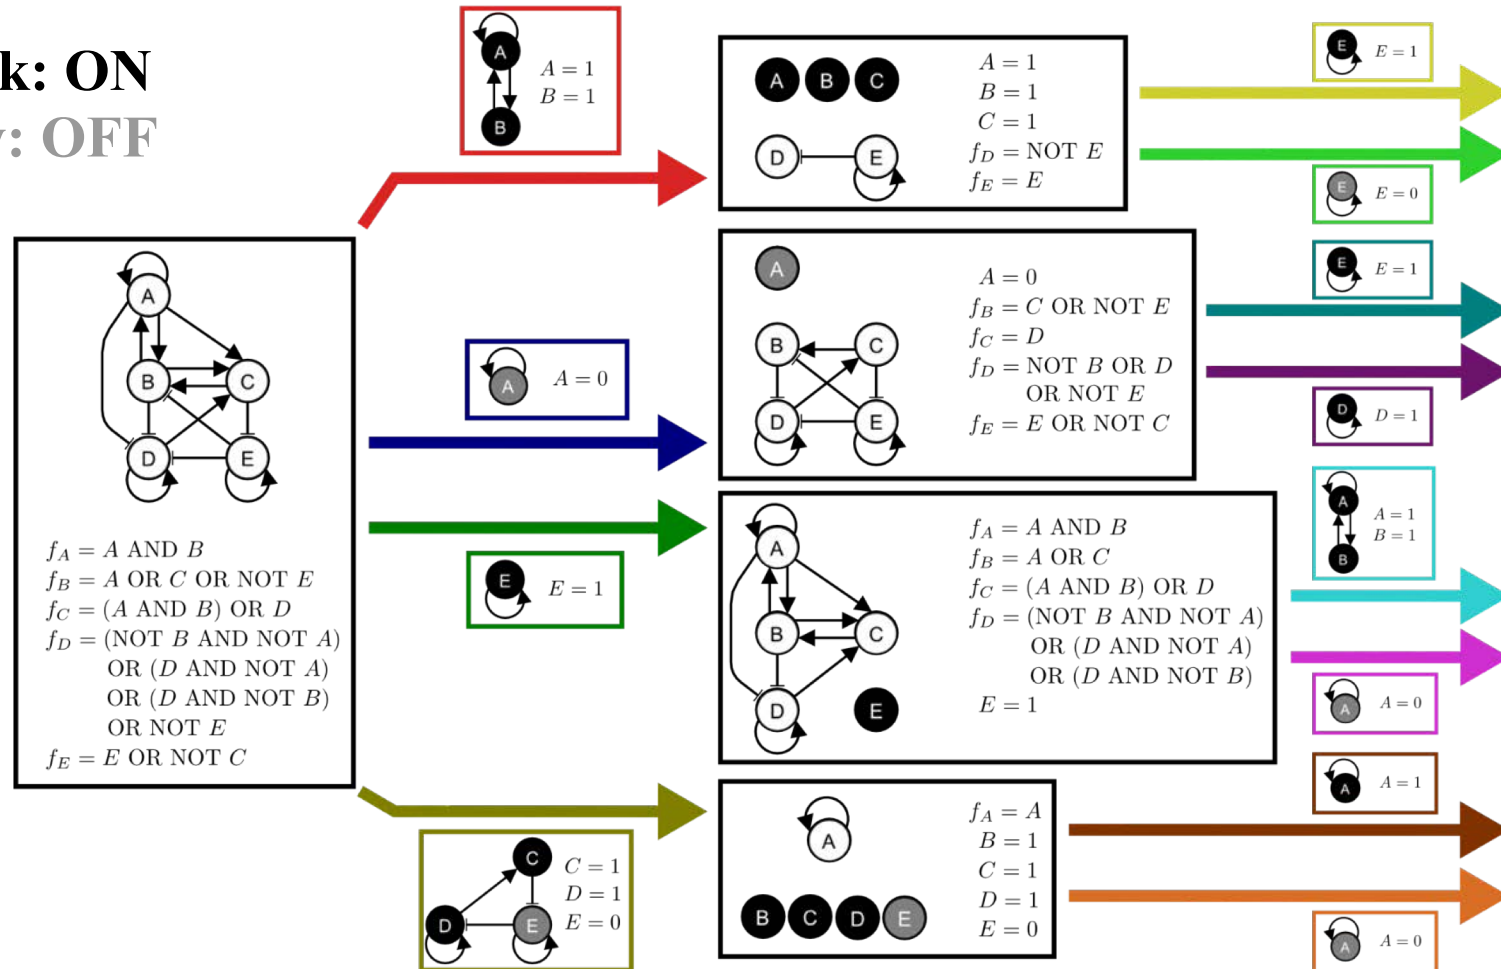 k: ON
: OFF
A
B
C
D
E
f_A = A AND B
f_B = A OR C OR NOT E
f_C = (A AND B) OR D
f_D = (NOT B AND NOT A)
OR (D AND NOT A)
OR (D AND NOT B)
OR NOT E
f_E = E OR NOT C
A
B
A = 1
B = 1
A
A = 0
E
E = 1
C
D
E
C = 1
D = 1
E = 0
A B C
D E
A = 1
B = 1
C = 1
f_D = NOT E
f_E = E
A
B C
D E
A = 0
f_B = C OR NOT E
f_C = D
f_D = NOT B OR D
OR NOT E
f_E = E OR NOT C
A
B C
D E
f_A = A AND B
f_B = A OR C
f_C = (A AND B) OR D
f_D = (NOT B AND NOT A)
OR (D AND NOT A)
OR (D AND NOT B)
E = 1
A
B C D E
f_A = A
B = 1
C = 1
D = 1
E = 0
E
E = 1
E
E = 0
E
E = 1
D
D = 1
A
B
A = 1
B = 1
A
A = 0
A
A = 1
A
A = 0